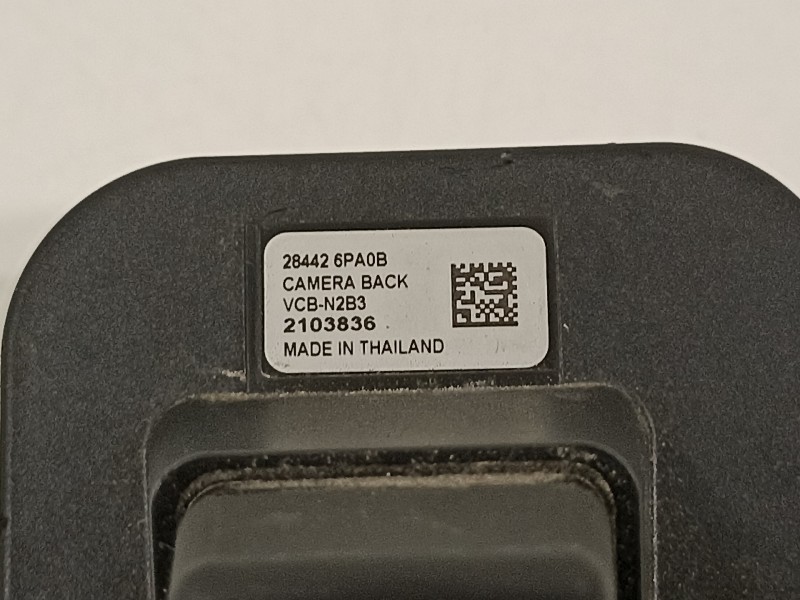 28442 6PA0B
CAMERA BACK
VCB-N2B3
2103836
MADE IN THAILAND